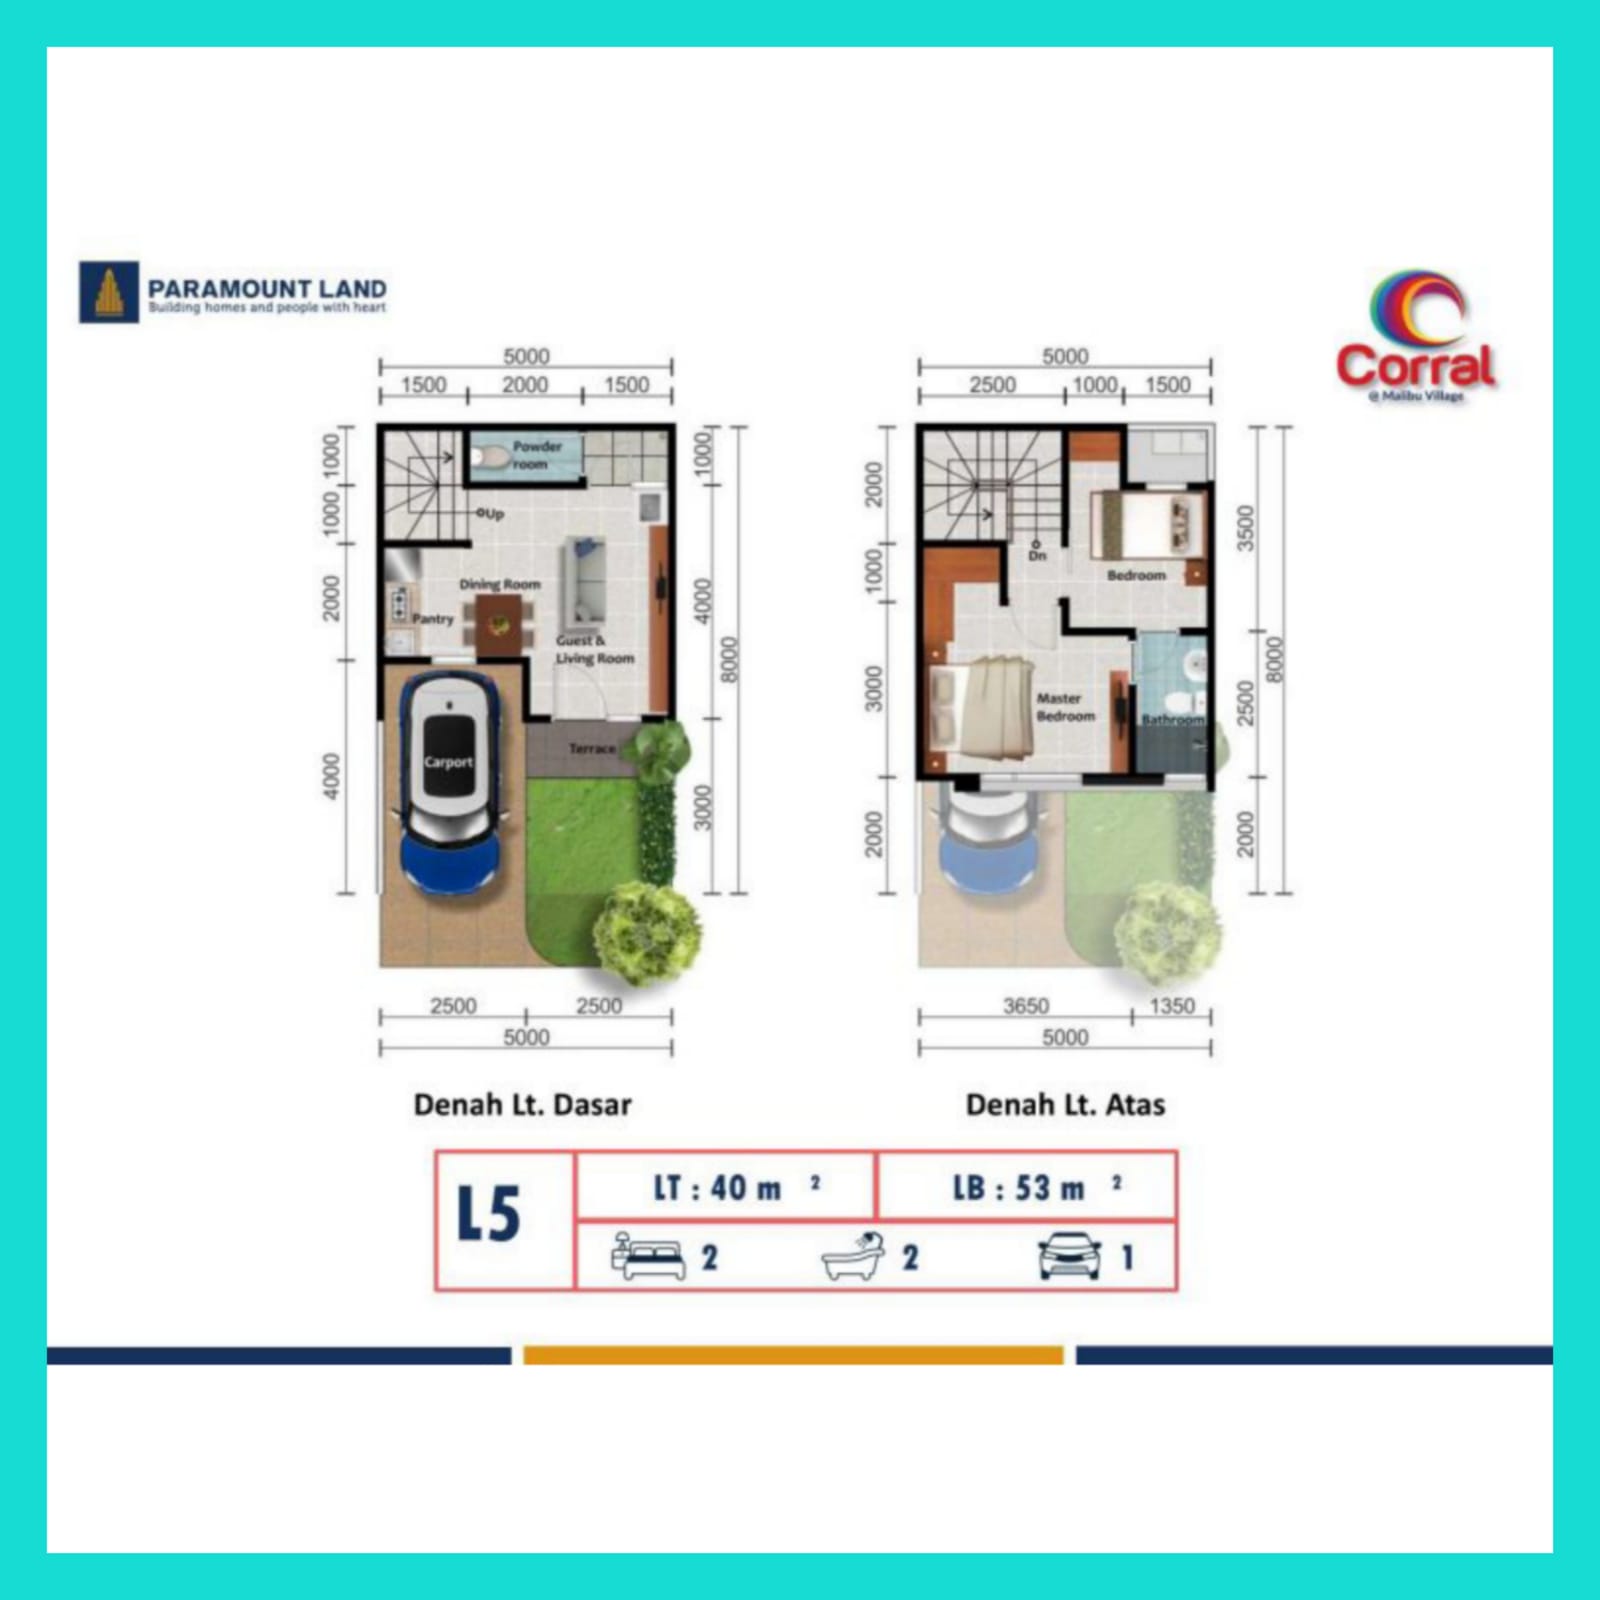 PARAMOUNT LAND
Building homes and people with heart
Corral
@ Malibu Village
5000
1500 2000 1500
1000
1000
2000
4000
1000
4000
3000
8000
Powder
room
Up
Dining Room
Pantry
Guest &
Living Room
Carport
Terrace
2500 2500
5000
Denah Lt. Dasar
5000
2500 1000 1500
2000
1000
3000
2000
3500
2500
2000
8000
Dn
Bedroom
Master
Bedroom
Bathroom
3650 1350
5000
Denah Lt. Atas
L5
LT : 40 m ²
LB : 53 m ²
2 2 1